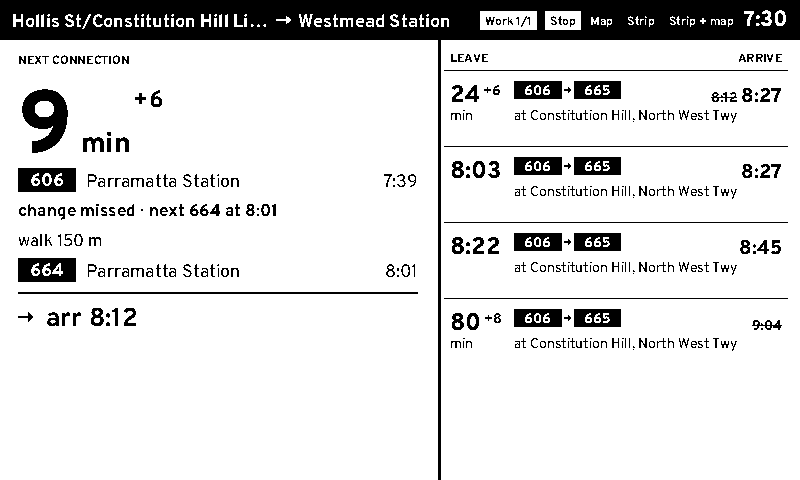 Hollis St/Constitution Hill Li... → Westmead Station Work 1/1 Stop Map Strip Strip + map 7:30
NEXT CONNECTION
9 min +6
606 Parramatta Station 7:39
change missed · next 664 at 8:01
walk 150 m
664 Parramatta Station 8:01
→ arr 8:12
LEAVE ARRIVE
24 +6 606 → 665 8:12 8:27
min at Constitution Hill, North West Twy
8:03 606 → 665 8:27
at Constitution Hill, North West Twy
8:22 606 → 665 8:45
at Constitution Hill, North West Twy
80 +8 606 → 665 9:04
min at Constitution Hill, North West Twy